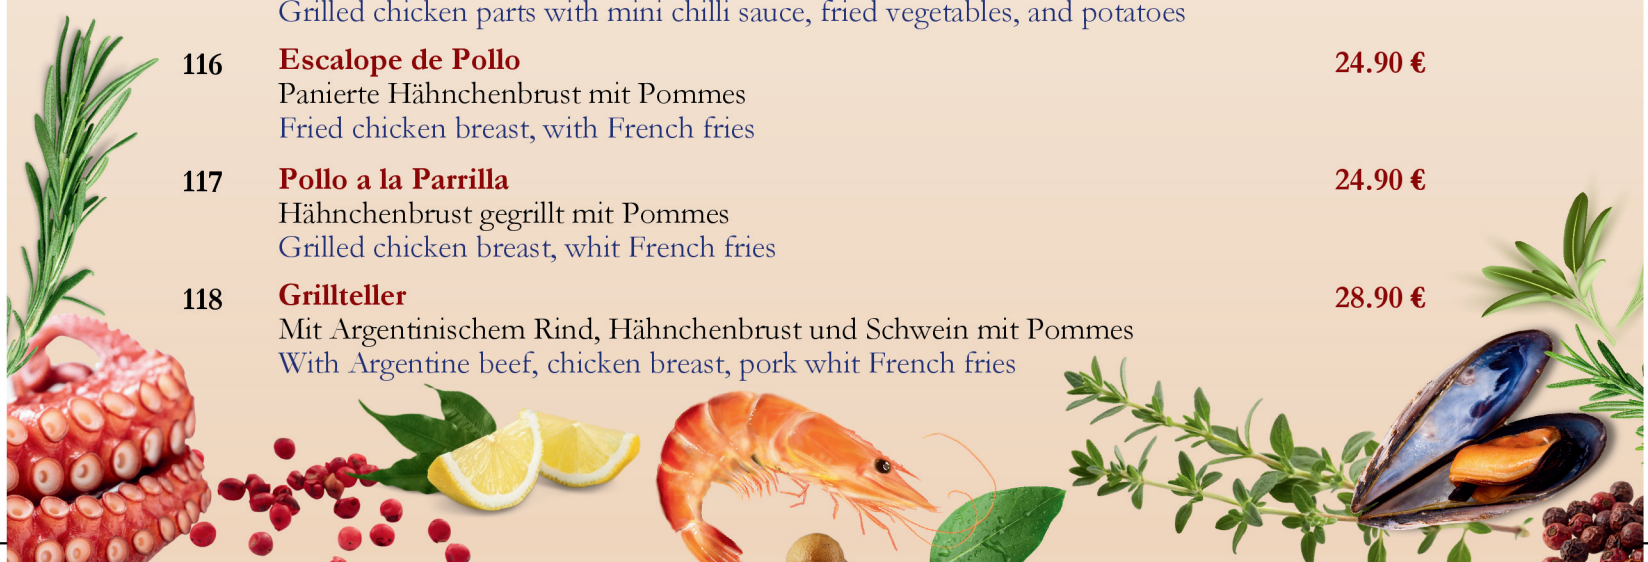 Grilled chicken parts with mini chilli sauce, fried vegetables, and potatoes
116 Escalope de Pollo 24.90 €
Panierte Hähnchenbrust mit Pommes
Fried chicken breast, with French fries
117 Pollo a la Parrilla 24.90 €
Hähnchenbrust gegrillt mit Pommes
Grilled chicken breast, whit French fries
118 Grillteller 28.90 €
Mit Argentinischem Rind, Hähnchenbrust und Schwein mit Pommes
With Argentine beef, chicken breast, pork whit French fries